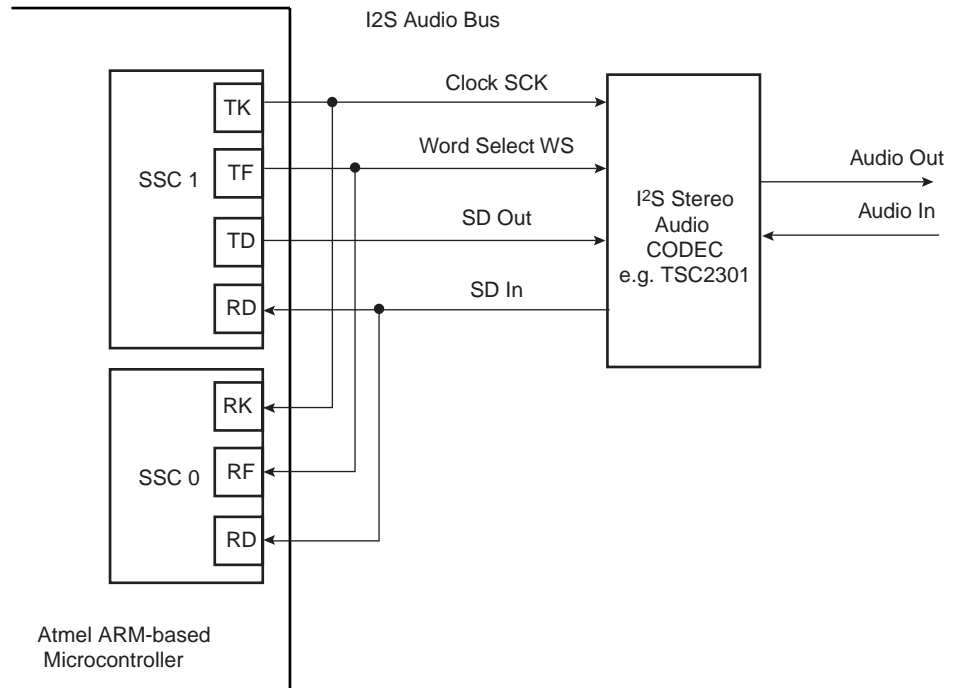 I2S Audio Bus
Clock SCK
TK
Word Select WS
TF
SSC 1
Audio Out
I2S Stereo
Audio
CODEC
e.g. TSC2301
Audio In
SD Out
TD
SD In
RD
RK
SSC 0
RF
RD
Atmel ARM-based
Microcontroller